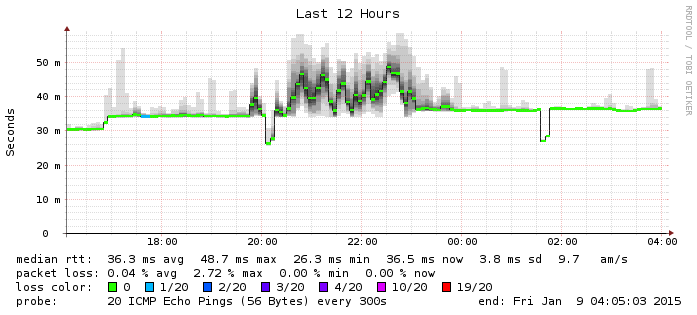 Last 12 Hours
RRDTOOL / TOBI OETIKER
Seconds
50 m
40 m
30 m
20 m
10 m
0
18:00 20:00 22:00 00:00 02:00 04:00
median rtt: 36.3 ms avg 48.7 ms max 26.3 ms min 36.5 ms now 3.8 ms sd 9.7 am/s
packet loss: 0.04 % avg 2.72 % max 0.00 % min 0.00 % now
loss color: 0 1/20 2/20 3/20 4/20 10/20 19/20
probe: 20 ICMP Echo Pings (56 Bytes) every 300s end: Fri Jan 9 04:05:03 2015